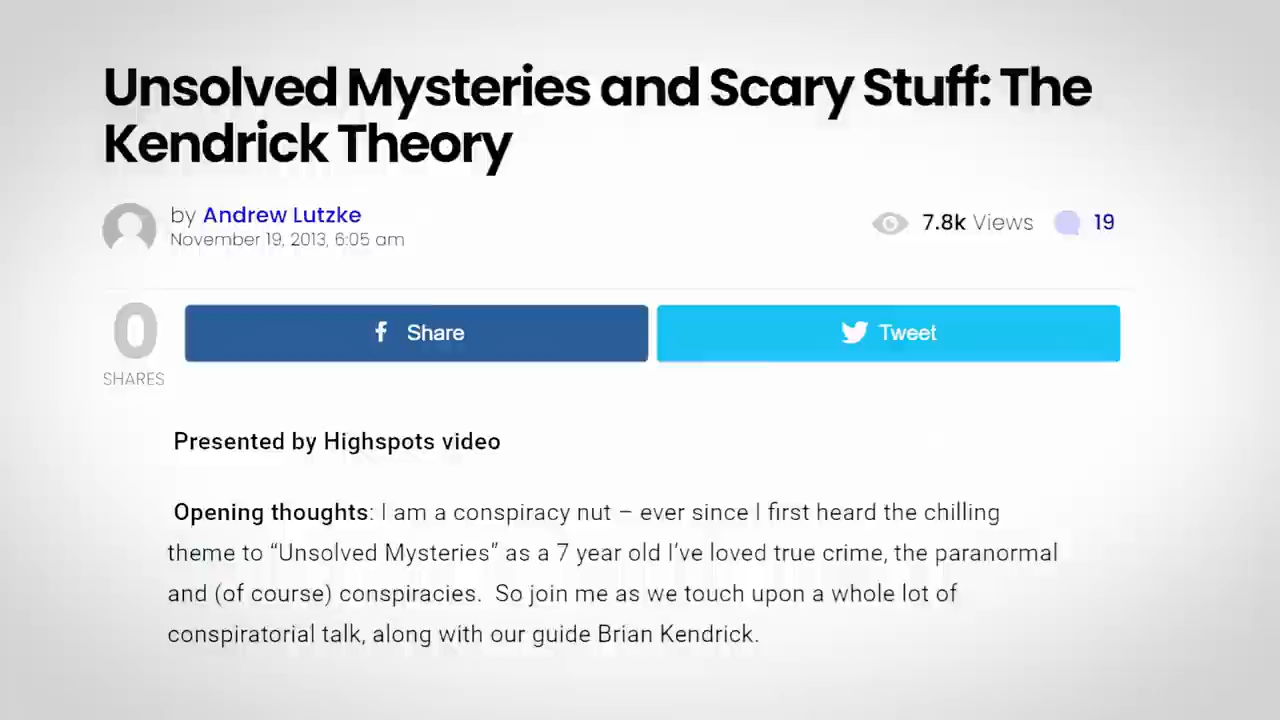 Unsolved Mysteries and Scary Stuff: The
Kendrick Theory
by Andrew Lutzke
November 19, 2013, 6:05 am
7.8k Views
19
0
SHARES
Share
Tweet
Presented by Highspots video
Opening thoughts: I am a conspiracy nut – ever since I first heard the chilling
theme to “Unsolved Mysteries” as a 7 year old I’ve loved true crime, the paranormal
and (of course) conspiracies.  So join me as we touch upon a whole lot of
conspiratorial talk, along with our guide Brian Kendrick.